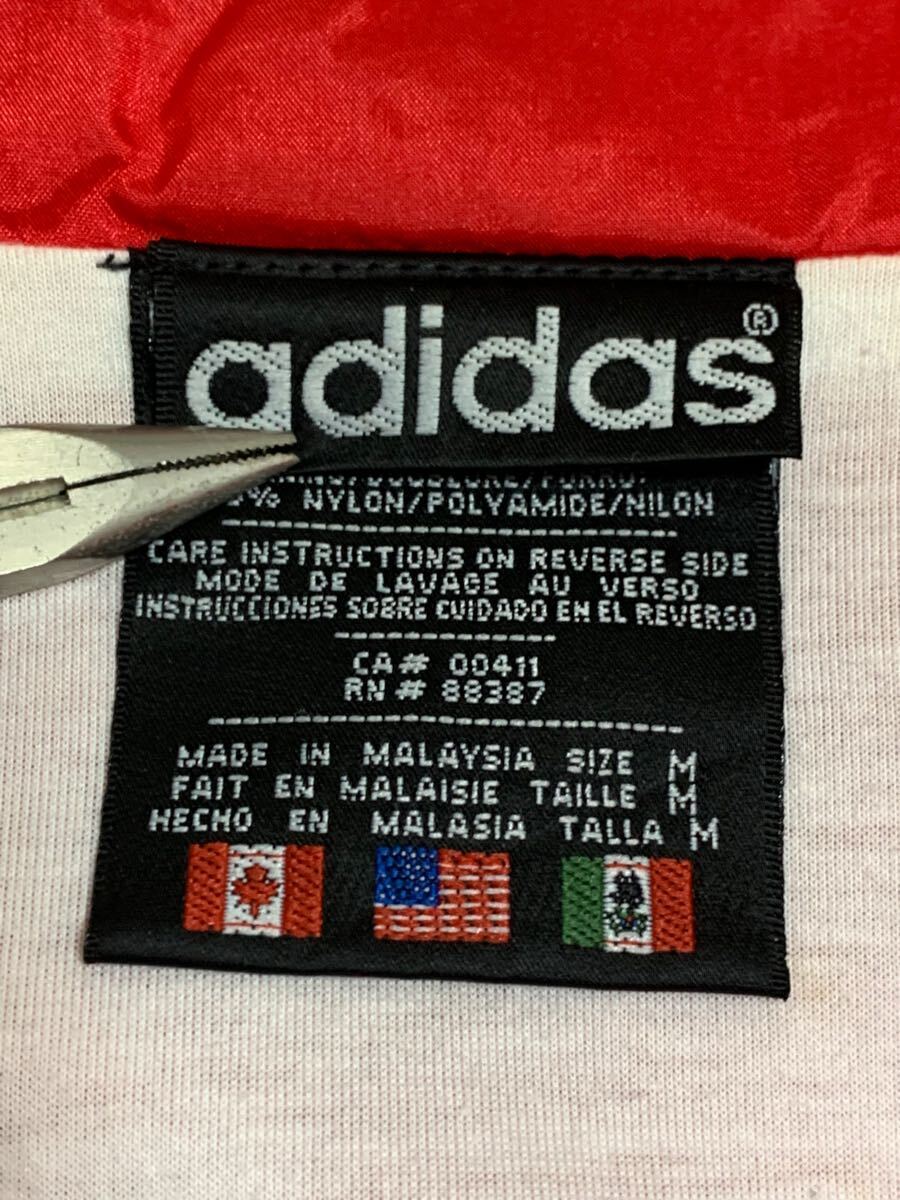 adidas®
NYLON/POLYAMIDE/NILON
CARE INSTRUCTIONS ON REVERSE SIDE
MODE DE LAVAGE AU VERSO
INSTRUCCIONES SOBRE CUIDADO EN EL REVERSO
CA# 00411
RN# 88387
MADE IN MALAYSIA SIZE M
FAIT EN MALAISIE TAILLE M
HECHO EN MALASIA TALLA M